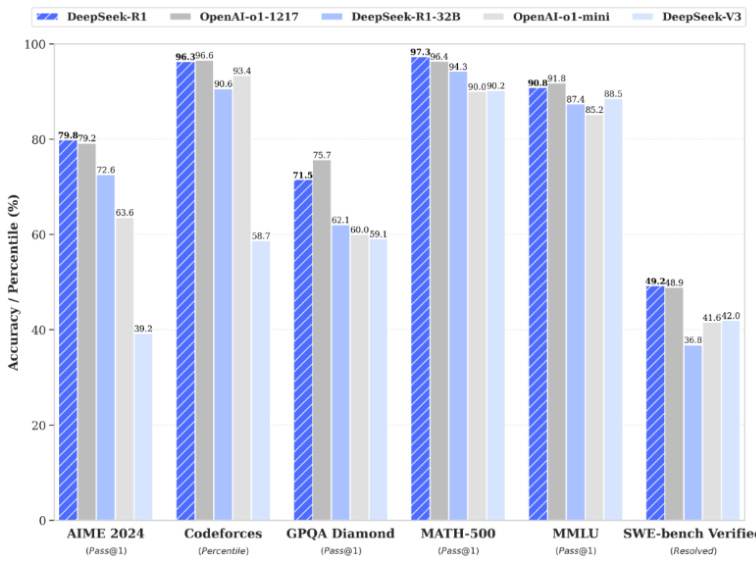 DeepSeek-R1 OpenAI-o1-1217 DeepSeek-R1-32B OpenAI-o1-mini DeepSeek-V3
Accuracy / Percentile (%)
100
80
60
40
20
0
79.8 79.2 72.6 63.6 39.2
96.3 96.6 90.6 93.4 58.7
71.5 75.7 62.1 60.0 59.1
97.3 96.4 94.3 90.0 90.2
90.8 91.8 87.4 85.2 88.5
49.2 48.9 36.8 41.6 42.0
AIME 2024 Codeforces GPQA Diamond MATH-500 MMLU SWE-bench Verifie
(Pass@1) (Percentile) (Pass@1) (Pass@1) (Pass@1) (Resolved)